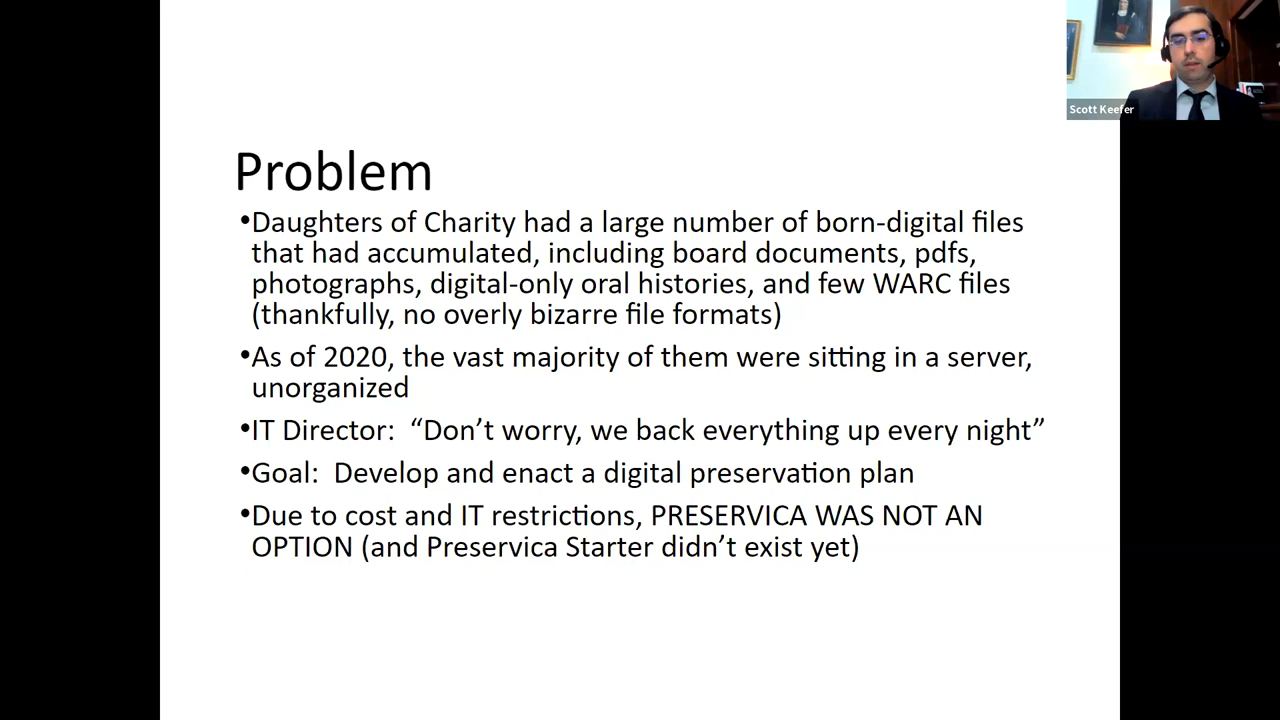 Scott Keefer
Problem
•Daughters of Charity had a large number of born-digital files
that had accumulated, including board documents, pdfs,
photographs, digital-only oral histories, and few WARC files
(thankfully, no overly bizarre file formats)
•As of 2020, the vast majority of them were sitting in a server,
unorganized
•IT Director:  “Don’t worry, we back everything up every night”
•Goal:  Develop and enact a digital preservation plan
•Due to cost and IT restrictions, PRESERVICA WAS NOT AN
OPTION (and Preservica Starter didn’t exist yet)